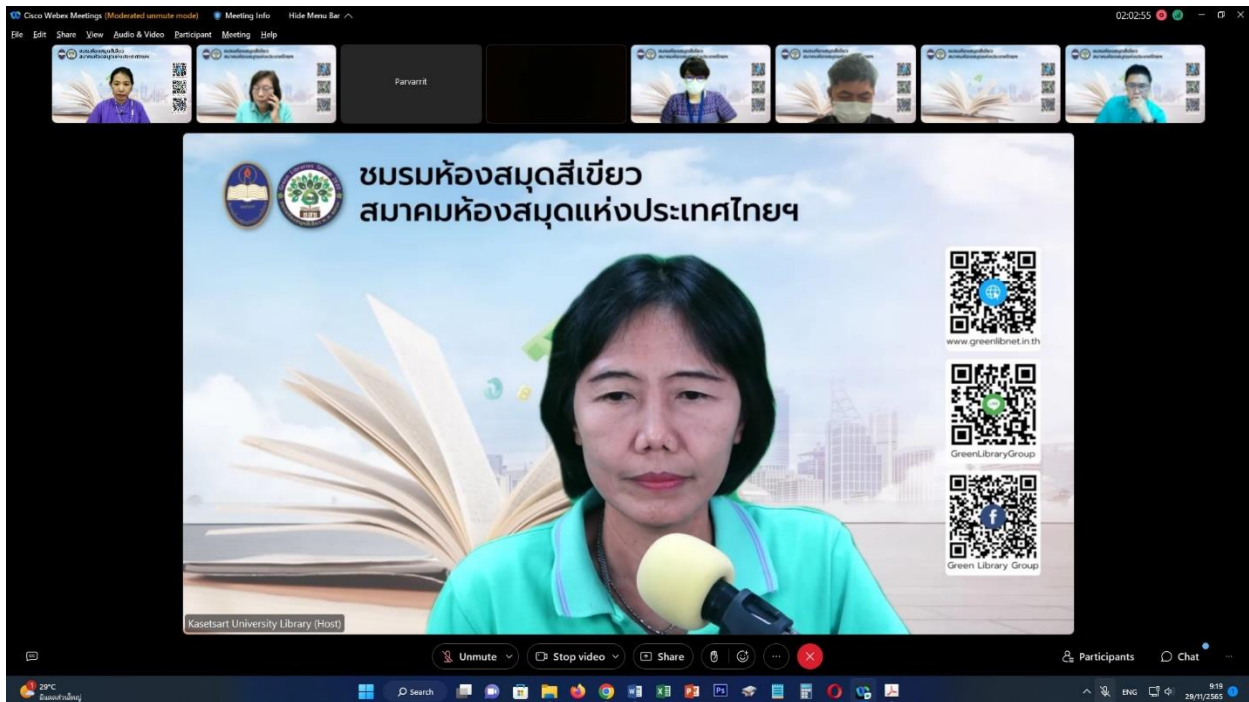 Cisco Webex Meetings (Moderated unmute mode) Meeting Info Hide Menu Bar
02:02:55
File Edit Share View Audio & Video Participant Meeting Help
Parvarrit
ชมรมห้องสมุดสีเขียว
สมาคมห้องสมุดแห่งประเทศไทยฯ
www.greenlibnet.in.th
GreenLibraryGroup
Green Library Group
Kasetsart University Library (Host)
Unmute Stop video Share
Participants Chat
29°C
Search
ENG
9:19
29/11/2565